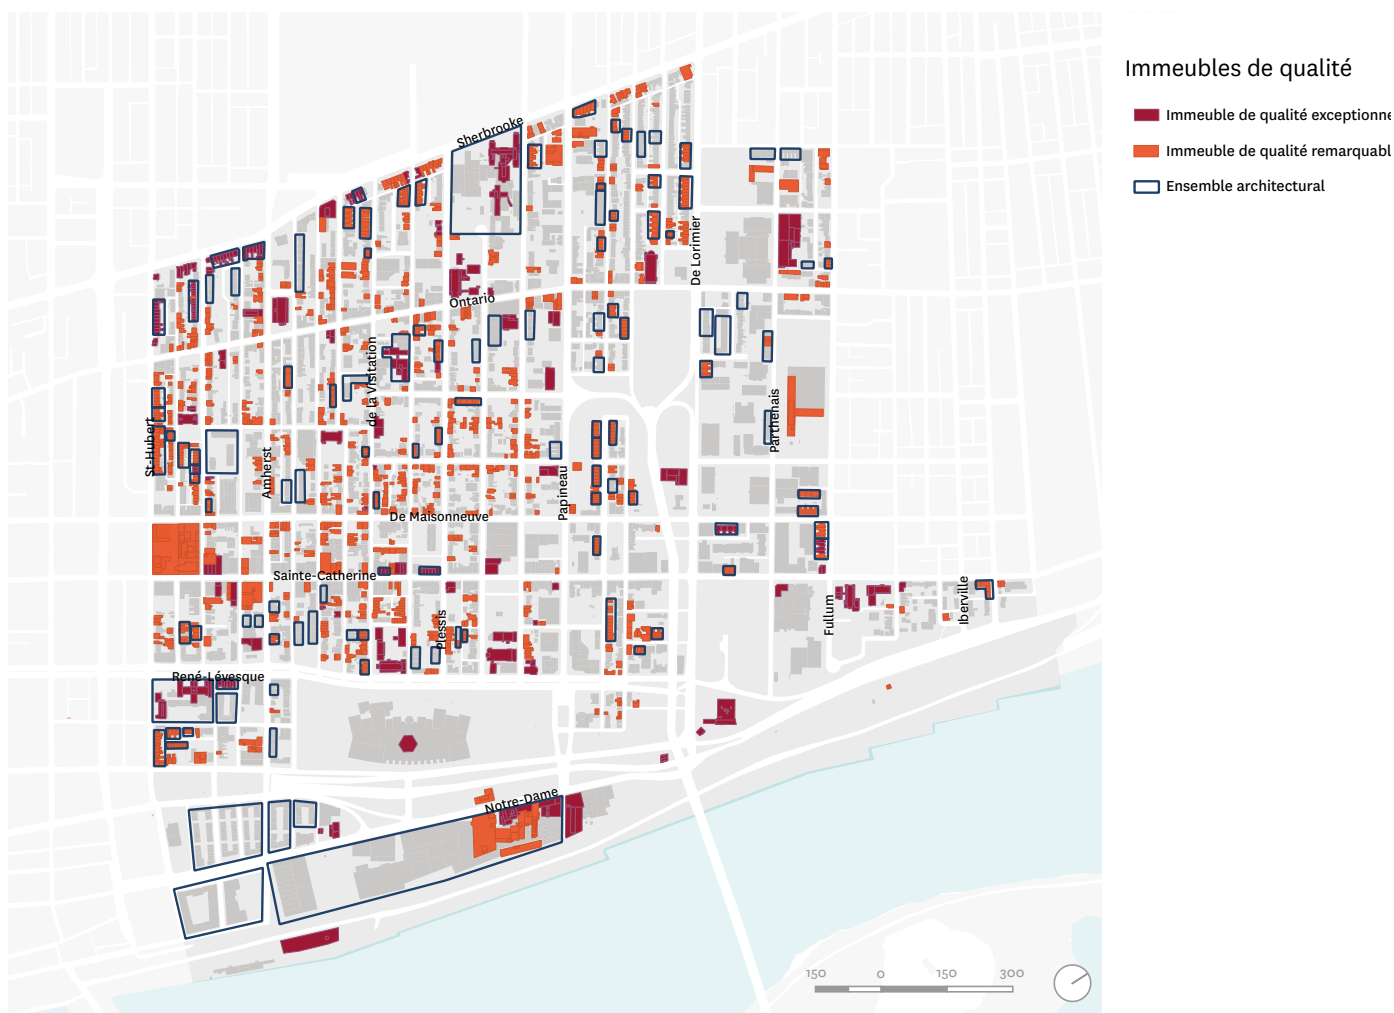 Immeubles de qualité
Immeuble de qualité exceptionne
Immeuble de qualité remarquabl
Ensemble architectural
Sherbrooke
De Lorimier
Ontario
de la Visitation
St-Hubert
Amherst
Papineau
Parthenais
De Maisonneuve
Sainte-Catherine
Plessis
Fullum
Iberville
René-Lévesque
Notre-Dame
150 0 150 300